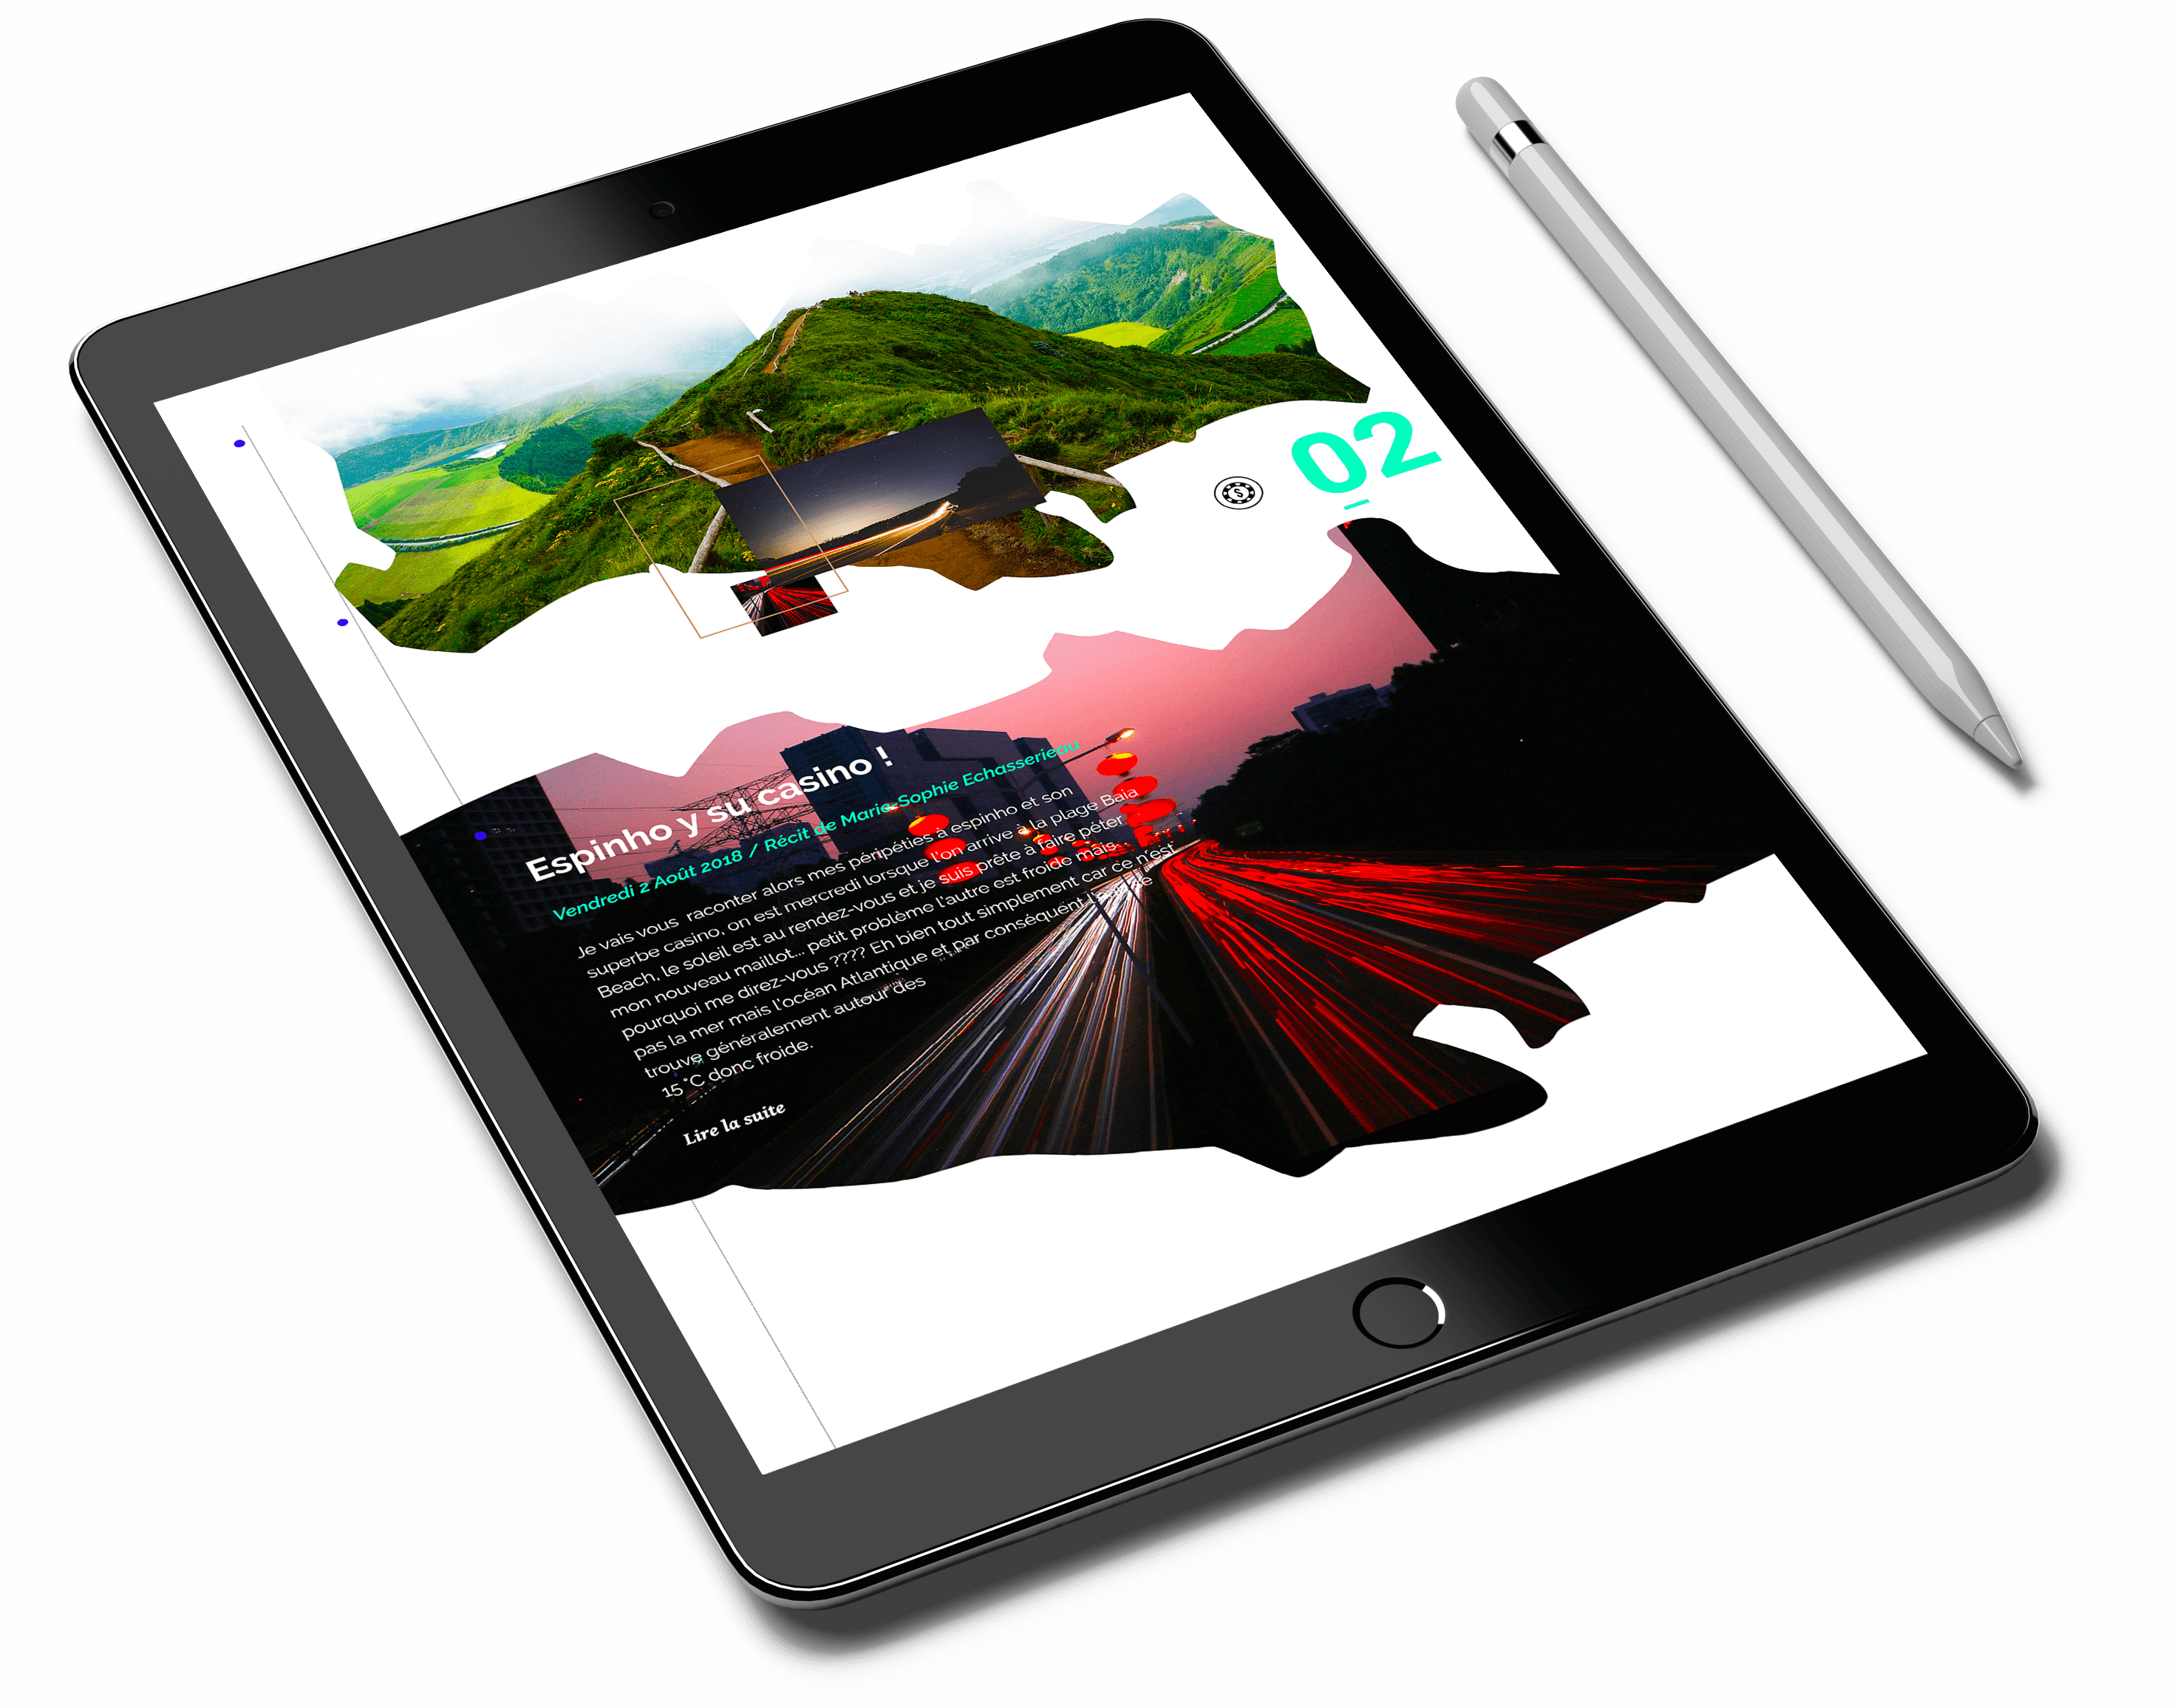 02
$
Espinho y su casino !
Vendredi 2 Août 2018 / Récit de Marie-Sophie Echasserieau
Je vais vous raconter alors mes péripéties à espinho et son
superbe casino, on est mercredi lorsque l'on arrive à la plage Baia
Beach, le soleil est au rendez-vous et je suis prête à faire péter
mon nouveau maillot... petit problème l'autre est froide mais
pourquoi me direz-vous ???? Eh bien tout simplement car ce n'est
pas la mer mais l'océan Atlantique et par conséquent
trouve généralement autour des
15 °C donc froide.
Lire la suite